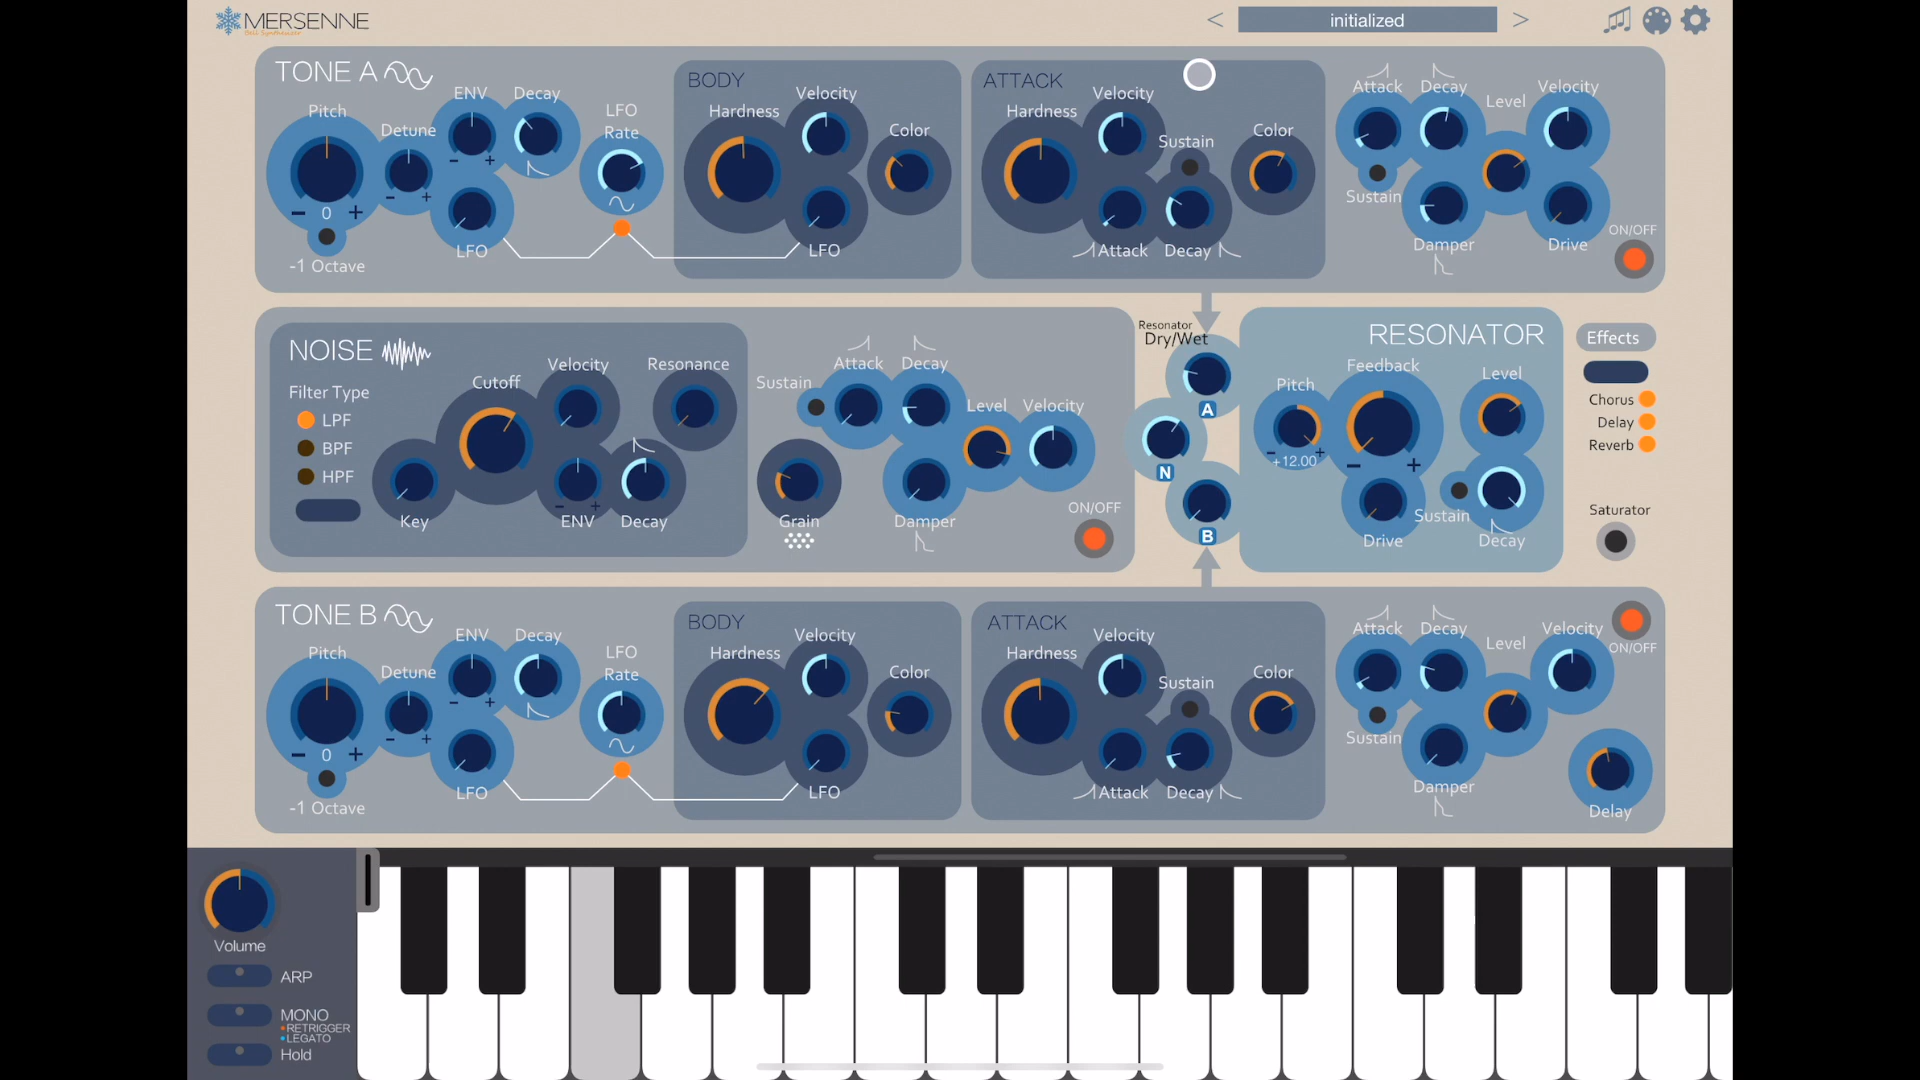 MERSENNE
Bell Synthesizer
<
initialized
>
TONE A
Pitch
Detune
ENV
Decay
LFO
Rate
- 0 +
- +
- +
-1 Octave
LFO
BODY
Hardness
Velocity
Color
LFO
ATTACK
Hardness
Velocity
Sustain
Color
Attack
Decay
Attack
Decay
Level
Velocity
Sustain
Damper
Drive
ON/OFF
NOISE
Filter Type
LPF
BPF
HPF
Key
Cutoff
Velocity
Resonance
ENV
- +
Decay
Sustain
Attack
Decay
Level
Velocity
Grain
Damper
ON/OFF
Resonator
Dry/Wet
A
N
B
RESONATOR
Pitch
- +
+12.00
Feedback
- +
Level
Drive
Sustain
Decay
Effects
Chorus
Delay
Reverb
Saturator
TONE B
Pitch
Detune
ENV
Decay
LFO
Rate
- 0 +
- +
- +
-1 Octave
LFO
BODY
Hardness
Velocity
Color
LFO
ATTACK
Hardness
Velocity
Sustain
Color
Attack
Decay
Attack
Decay
Level
Velocity
ON/OFF
Sustain
Damper
Delay
Volume
ARP
MONO
RETRIGGER
LEGATO
Hold